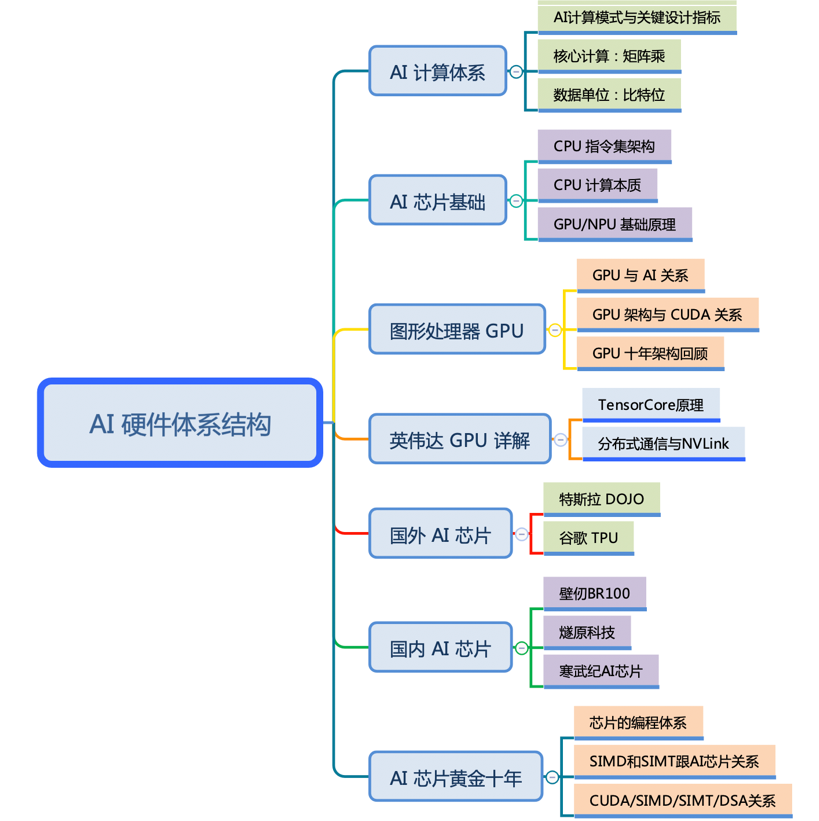 AI计算模式与关键设计指标
AI 计算体系
核心计算：矩阵乘
数据单位：比特位
CPU 指令集架构
AI 芯片基础
CPU 计算本质
GPU/NPU 基础原理
GPU 与 AI 关系
图形处理器 GPU
GPU 架构与 CUDA 关系
GPU 十年架构回顾
AI 硬件体系结构
TensorCore原理
英伟达 GPU 详解
分布式通信与NVLink
特斯拉 DOJO
国外 AI 芯片
谷歌 TPU
壁仞BR100
国内 AI 芯片
燧原科技
寒武纪AI芯片
芯片的编程体系
AI 芯片黄金十年
SIMD和SIMT跟AI芯片关系
CUDA/SIMD/SIMT/DSA关系